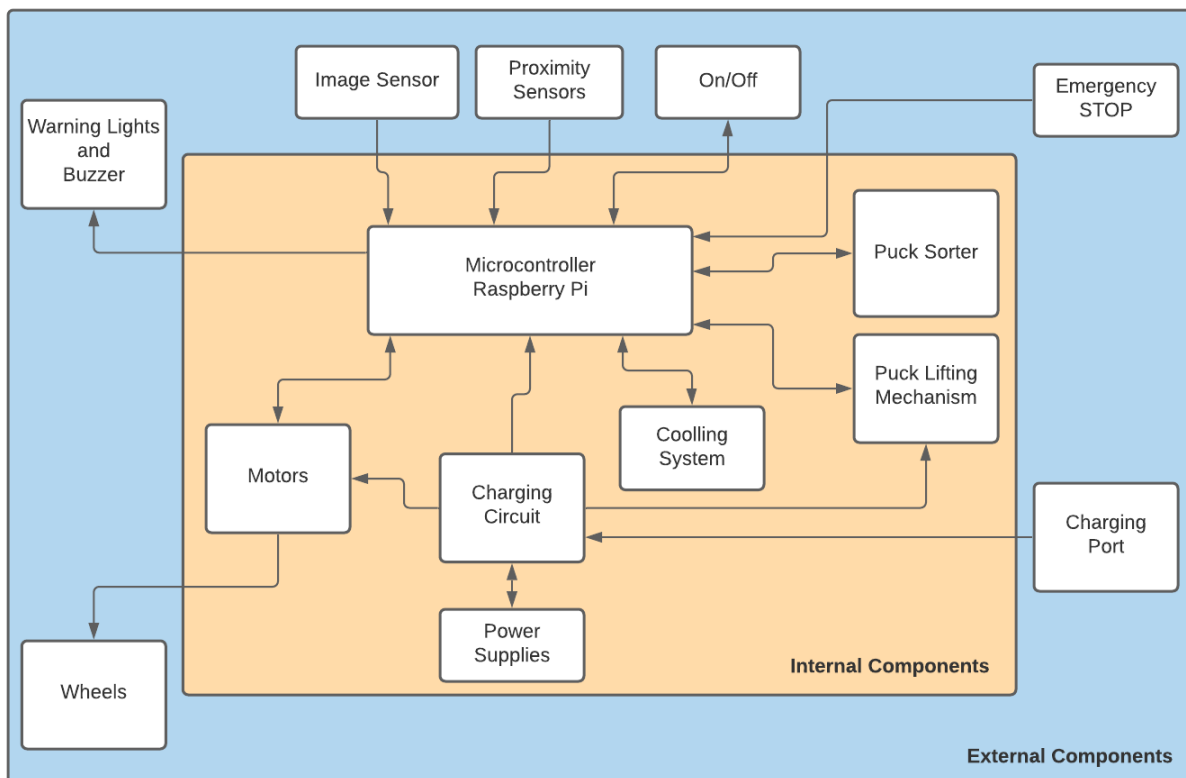 Image Sensor
Proximity
Sensors
On/Off
Emergency
STOP
Warning Lights
and
Buzzer
Microcontroller
Raspberry Pi
Puck Sorter
Puck Lifting
Mechanism
Coolling
System
Motors
Charging
Circuit
Charging
Port
Power
Supplies
Internal Components
Wheels
External Components